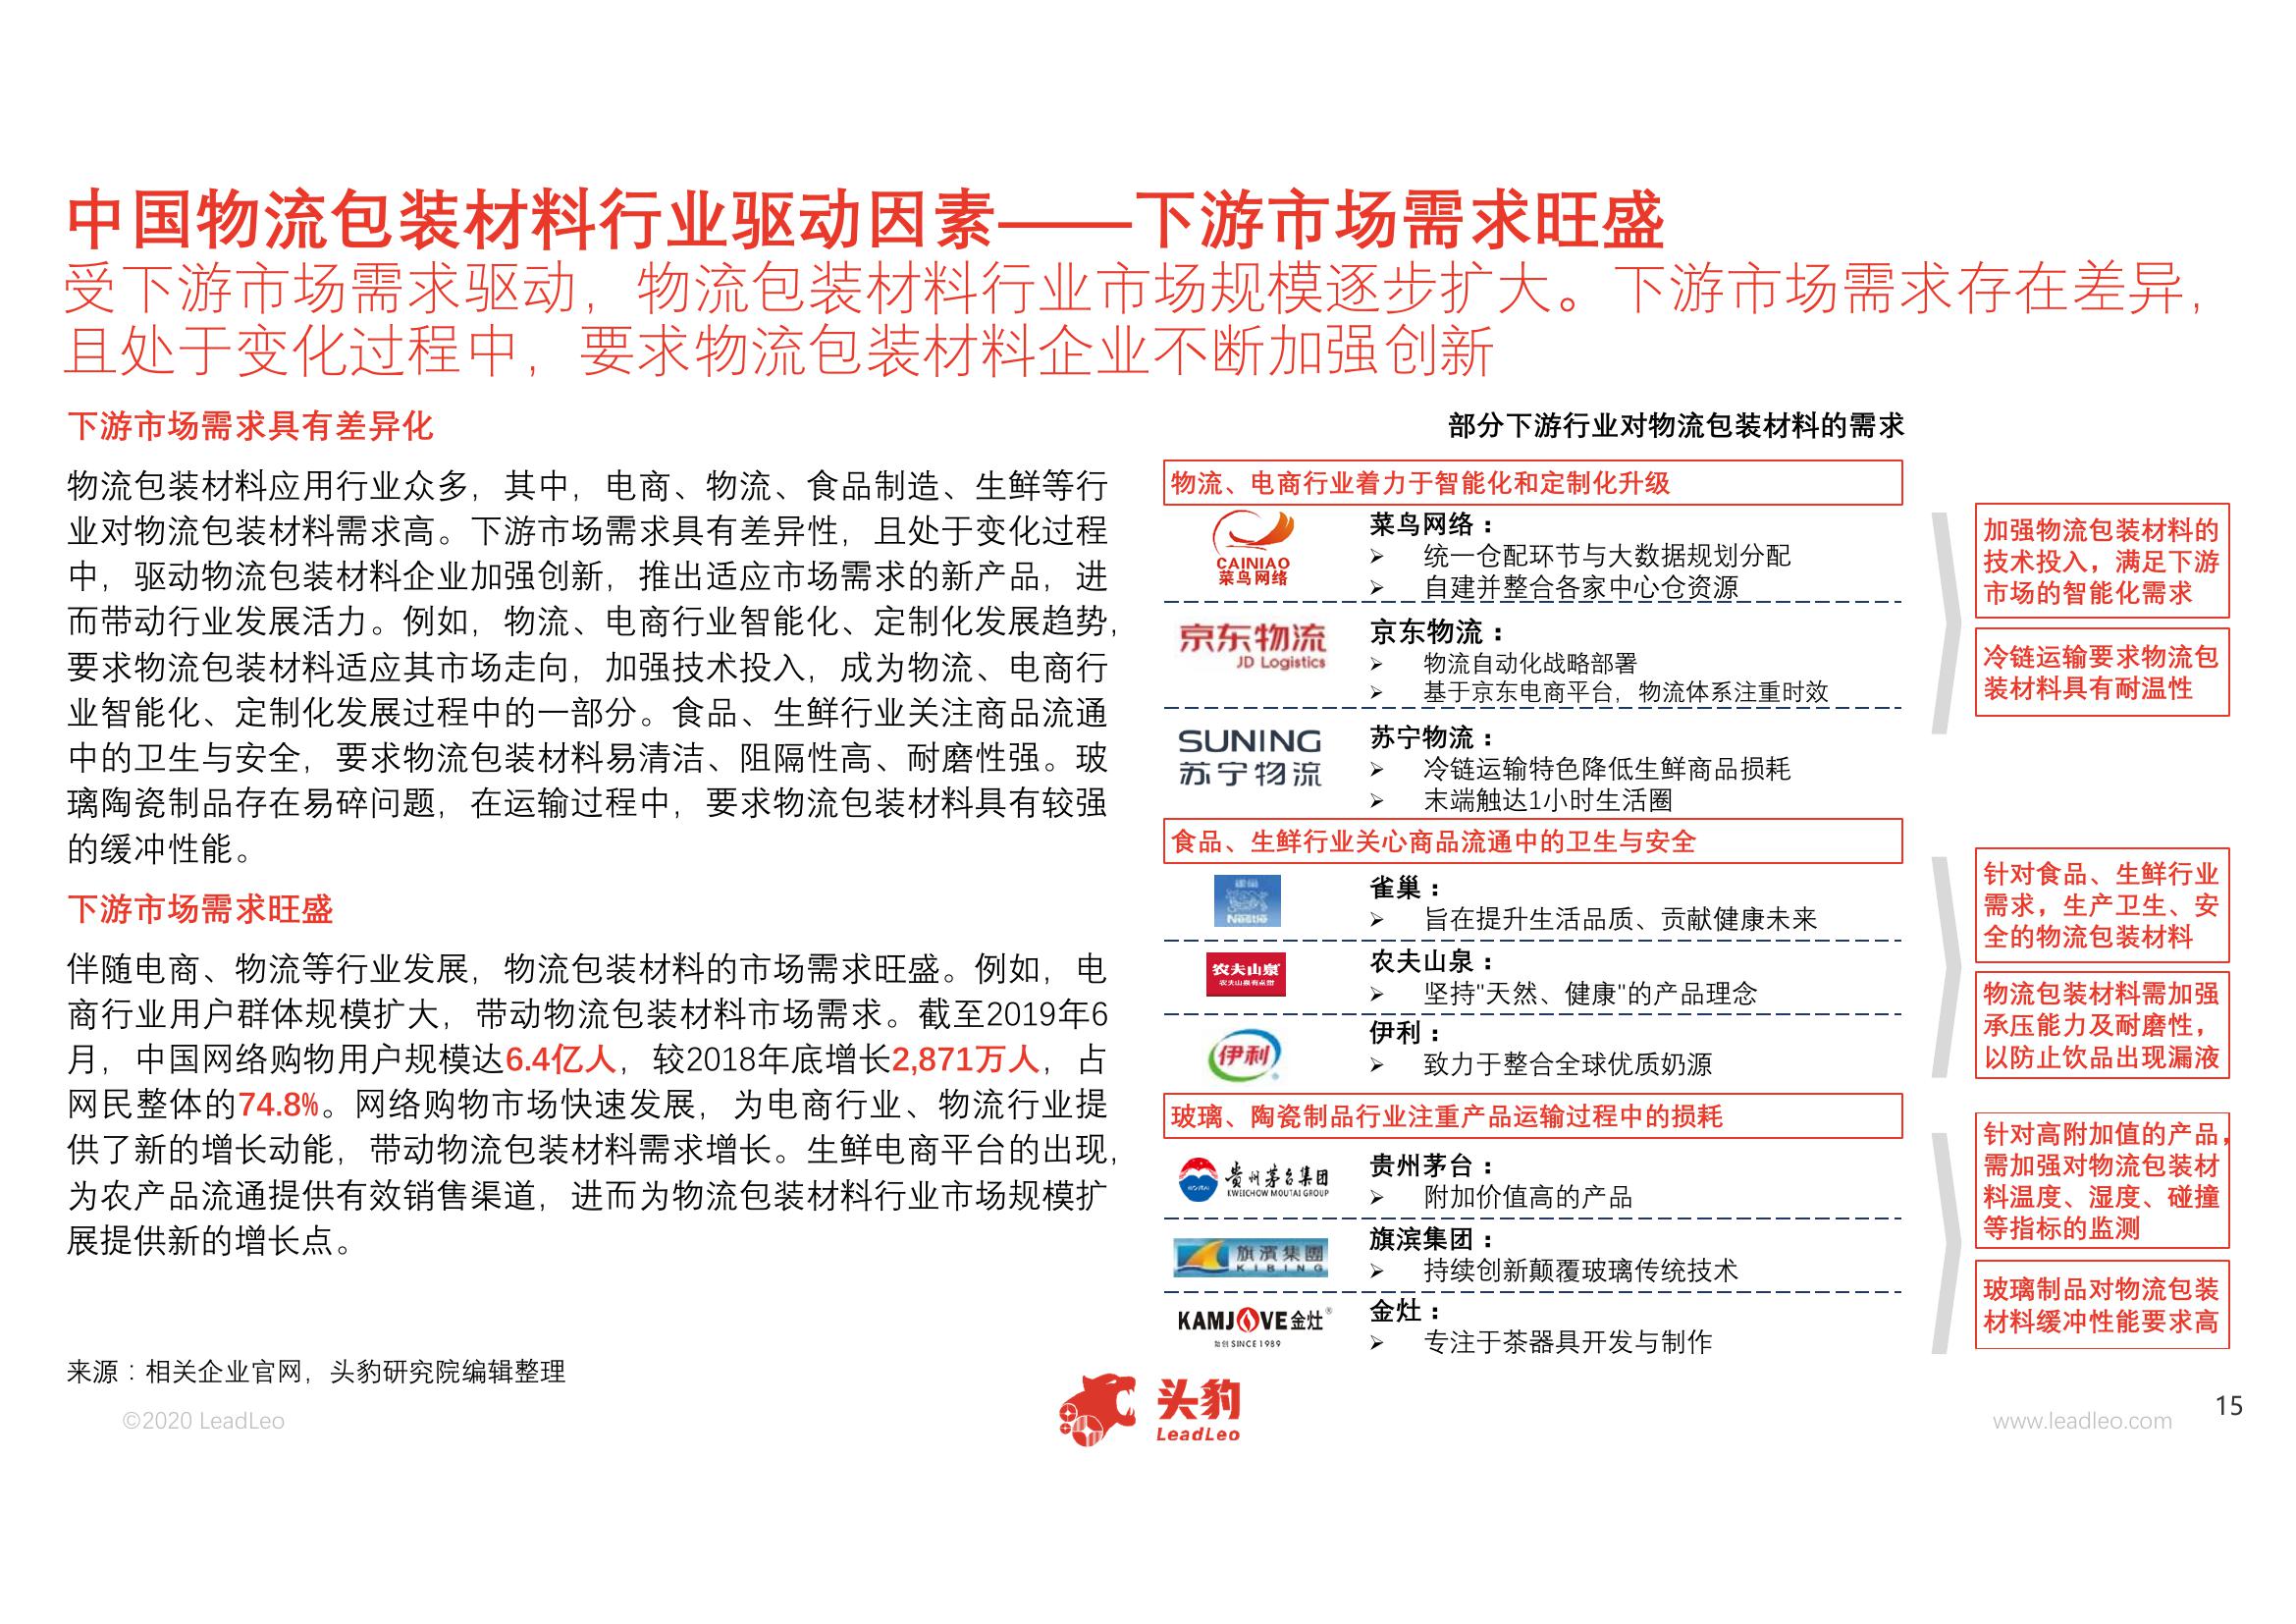 中国物流包装材料行业驱动因素——下游市场需求旺盛
受下游市场需求驱动，物流包装材料行业市场规模逐步扩大。下游市场需求存在差异，
且处于变化过程中，要求物流包装材料企业不断加强创新
下游市场需求具有差异化
物流包装材料应用行业众多，其中，电商、物流、食品制造、生鲜等行
业对物流包装材料需求高。下游市场需求具有差异性，且处于变化过程
中，驱动物流包装材料企业加强创新，推出适应市场需求的新产品，进
而带动行业发展活力。例如，物流、电商行业智能化、定制化发展趋势，
要求物流包装材料适应其市场走向，加强技术投入，成为物流、电商行
业智能化、定制化发展过程中的一部分。食品、生鲜行业关注商品流通
中的卫生与安全，要求物流包装材料易清洁、阻隔性高、耐磨性强。玻
璃陶瓷制品存在易碎问题，在运输过程中，要求物流包装材料具有较强
的缓冲性能。
下游市场需求旺盛
伴随电商、物流等行业发展，物流包装材料的市场需求旺盛。例如，电
商行业用户群体规模扩大，带动物流包装材料市场需求。截至2019年6
月，中国网络购物用户规模达6.4亿人，较2018年底增长2,871万人，占
网民整体的74.8%。网络购物市场快速发展，为电商行业、物流行业提
供了新的增长动能，带动物流包装材料需求增长。生鲜电商平台的出现，
为农产品流通提供有效销售渠道，进而为物流包装材料行业市场规模扩
展提供新的增长点。
部分下游行业对物流包装材料的需求
物流、电商行业着力于智能化和定制化升级
CAINIAO
菜鸟网络
菜鸟网络：
➢ 统一仓配环节与大数据规划分配
➢ 自建并整合各家中心仓资源
京东物流
JD Logistics
京东物流：
➢ 物流自动化战略部署
➢ 基于京东电商平台，物流体系注重时效
SUNING
苏宁物流
苏宁物流：
➢ 冷链运输特色降低生鲜商品损耗
➢ 末端触达1小时生活圈
加强物流包装材料的
技术投入，满足下游
市场的智能化需求
冷链运输要求物流包
装材料具有耐温性
食品、生鲜行业关心商品流通中的卫生与安全
雀巢
Nestlé
雀巢：
➢ 旨在提升生活品质、贡献健康未来
农夫山泉
农夫山泉有点甜
农夫山泉：
➢ 坚持"天然、健康"的产品理念
伊利
伊利：
➢ 致力于整合全球优质奶源
针对食品、生鲜行业
需求，生产卫生、安
全的物流包装材料
物流包装材料需加强
承压能力及耐磨性，
以防止饮品出现漏液
玻璃、陶瓷制品行业注重产品运输过程中的损耗
贵州茅台集团
KWEICHOW MOUTAI GROUP
贵州茅台：
➢ 附加价值高的产品
旗濱集團
KIBING
旗滨集团：
➢ 持续创新颠覆玻璃传统技术
KAMJOVE金灶®
始创 SINCE 1989
金灶：
➢ 专注于茶器具开发与制作
针对高附加值的产品，
需加强对物流包装材
料温度、湿度、碰撞
等指标的监测
玻璃制品对物流包装
材料缓冲性能要求高
来源：相关企业官网，头豹研究院编辑整理
©2020 LeadLeo
头豹
LeadLeo
www.leadleo.com
15